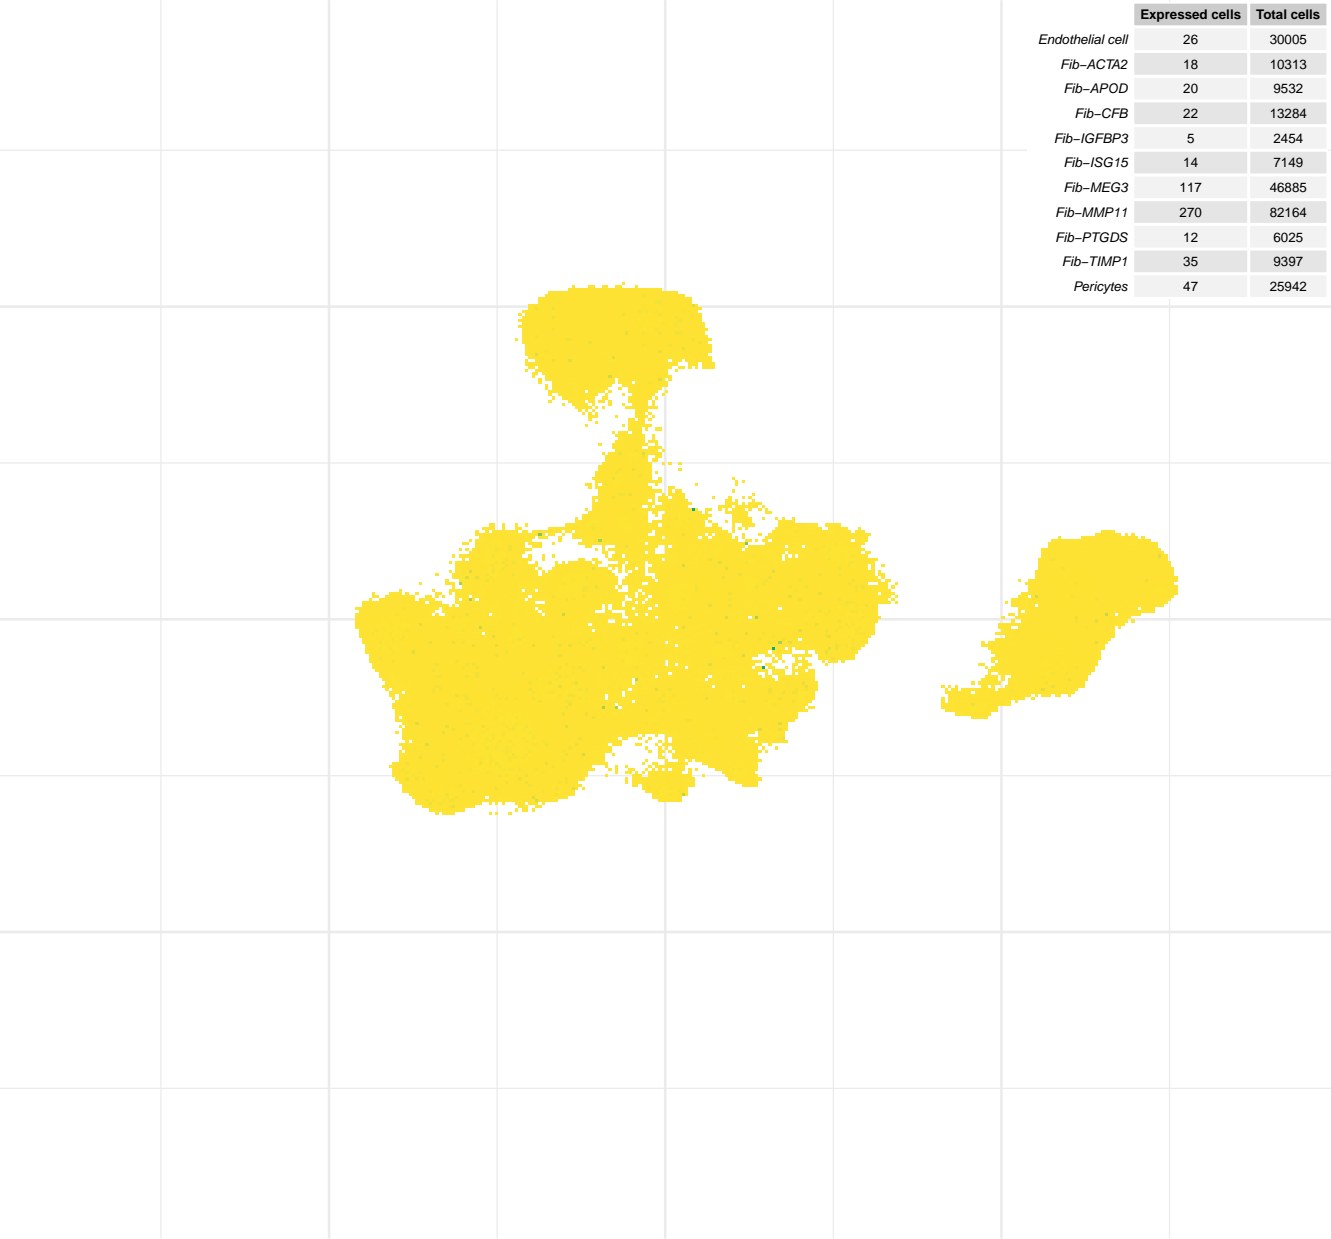 Expressed cells Total cells
Endothelial cell 26 30005
Fib−ACTA2 18 10313
Fib−APOD 20 9532
Fib−CFB 22 13284
Fib−IGFBP3 5 2454
Fib−ISG15 14 7149
Fib−MEG3 117 46885
Fib−MMP11 270 82164
Fib−PTGDS 12 6025
Fib−TIMP1 35 9397
Pericytes 47 25942